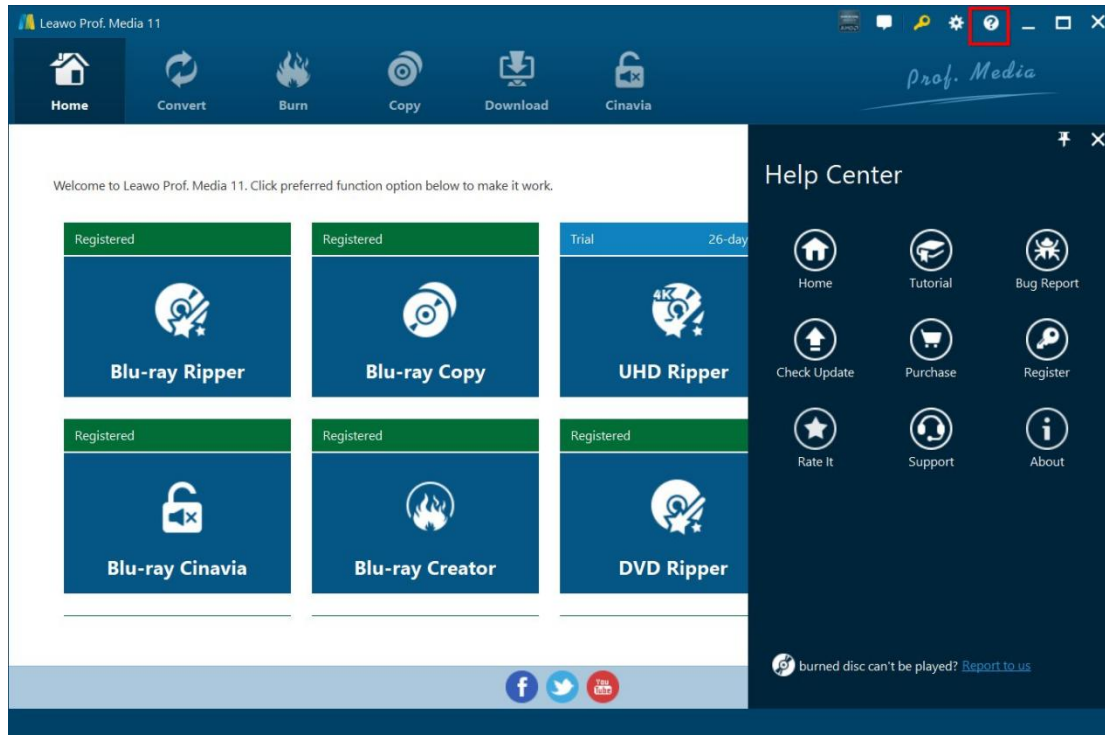 Leawo Prof. Media 11
Home
Convert
Burn
Copy
Download
Cinavia
Prof. Media
Welcome to Leawo Prof. Media 11. Click preferred function option below to make it work.
Registered
Blu-ray Ripper
Registered
Blu-ray Copy
Trial 26-day
4K
UHD Ripper
Registered
Blu-ray Cinavia
Registered
Blu-ray Creator
Registered
DVD Ripper
Help Center
Home
Tutorial
Bug Report
Check Update
Purchase
Register
Rate It
Support
About
burned disc can't be played? Report to us
You
Tube